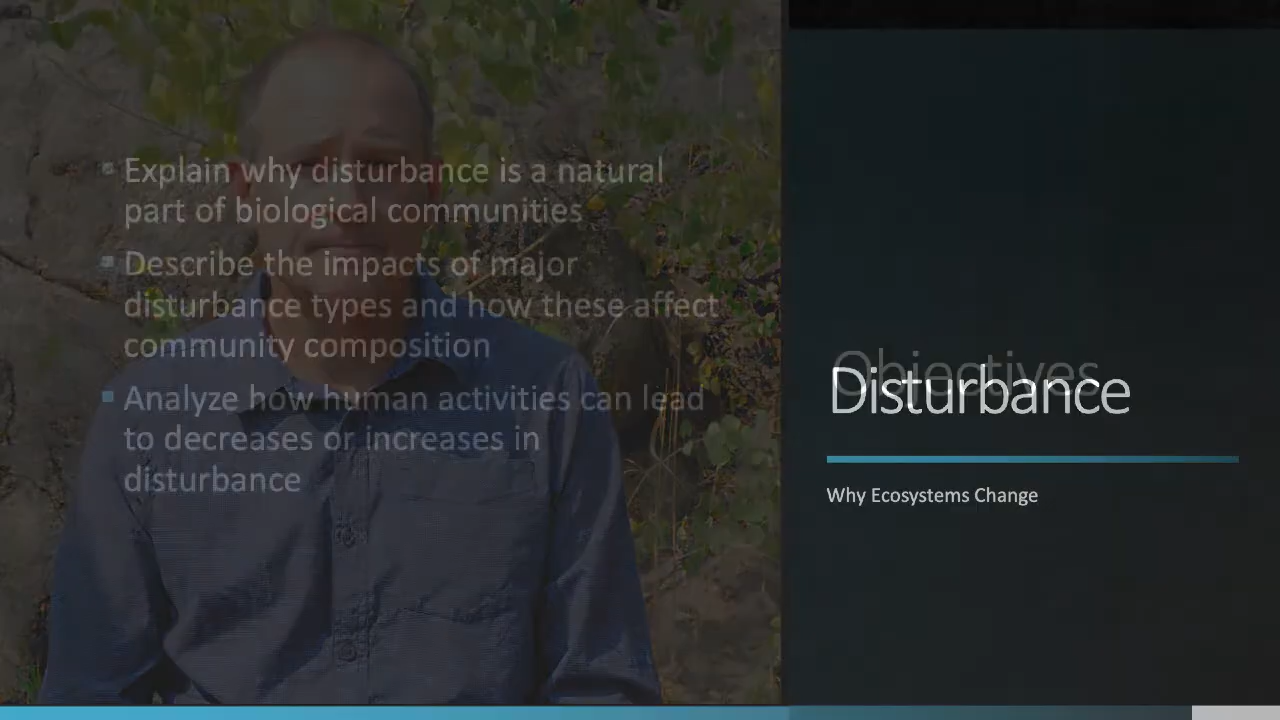 Explain why disturbance is a natural
part of biological communities
Describe the impacts of major
disturbance types and how these affect
community composition
Analyze how human activities can lead
to decreases or increases in
disturbance
Objectives
Disturbance
Why Ecosystems Change